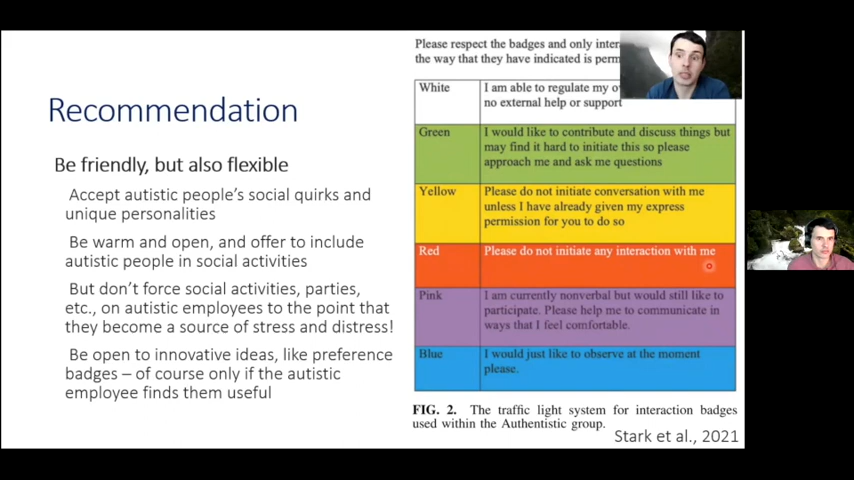 Recommendation
Be friendly, but also flexible
Accept autistic people's social quirks and
unique personalities
Be warm and open, and offer to include
autistic people in social activities
But don't force social activities, parties,
etc., on autistic employees to the point that
they become a source of stress and distress!
Be open to innovative ideas, like preference
badges – of course only if the autistic
employee finds them useful
Please respect the badges and only
the way that they have indicated is
White
I am able to regulate my
no external help or support
Green
I would like to contribute and discuss things but
may find it hard to initiate this so please
approach me and ask me questions
Yellow
Please do not initiate conversation with me
unless I have already given my express
permission for you to do so
Red
Please do not initiate any interaction with me
Pink
I am currently nonverbal but would still like to
participate. Please help me to communicate in
ways that I feel comfortable.
Blue
I would just like to observe at the moment
please.
FIG. 2. The traffic light system for interaction badges
used within the Authentistic group.
Stark et al., 2021